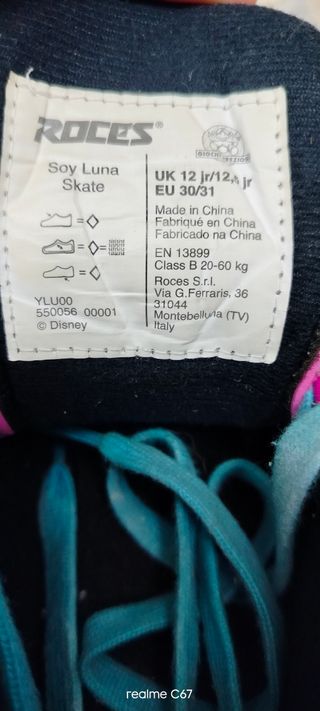 ROCES®
Soy Luna
Skate
YLU00
550056 00001
© Disney
UK 12 jr/12,5 jr
EU 30/31
Made in China
Fabriqué en China
Fabricado na China
EN 13899
Class B 20-60 kg
Roces S.r.l.
Via G.Ferraris, 36
31044
Montebelluna (TV)
Italy
realme C67